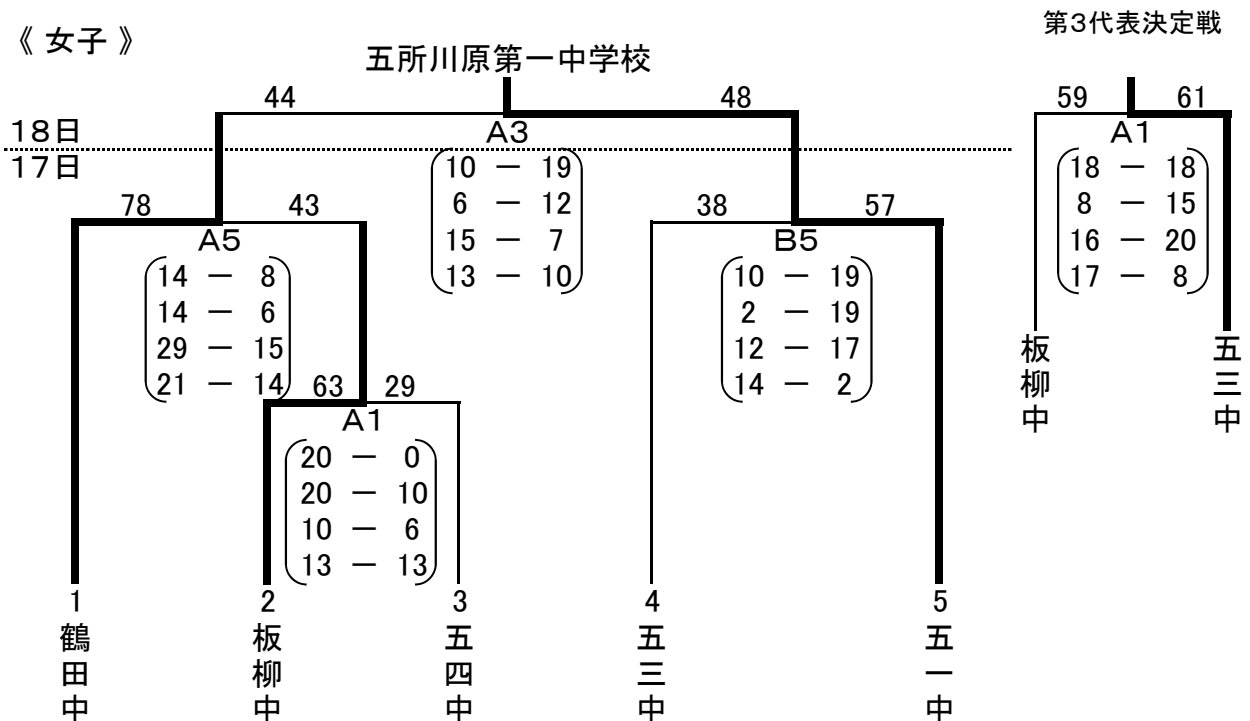 《 女子 》
五所川原第一中学校
第3代表決定戦
44
48
59
61
18日
A3
A1
17日
10 － 19
6 － 12
15 － 7
13 － 10
18 － 18
8 － 15
16 － 20
17 － 8
78
43
38
57
A5
B5
14 － 8
14 － 6
29 － 15
21 － 14
10 － 19
2 － 19
12 － 17
14 － 2
63
29
A1
20 － 0
20 － 10
10 － 6
13 － 13
板柳中
五三中
1
2
3
4
5
鶴田中
板柳中
五四中
五三中
五一中